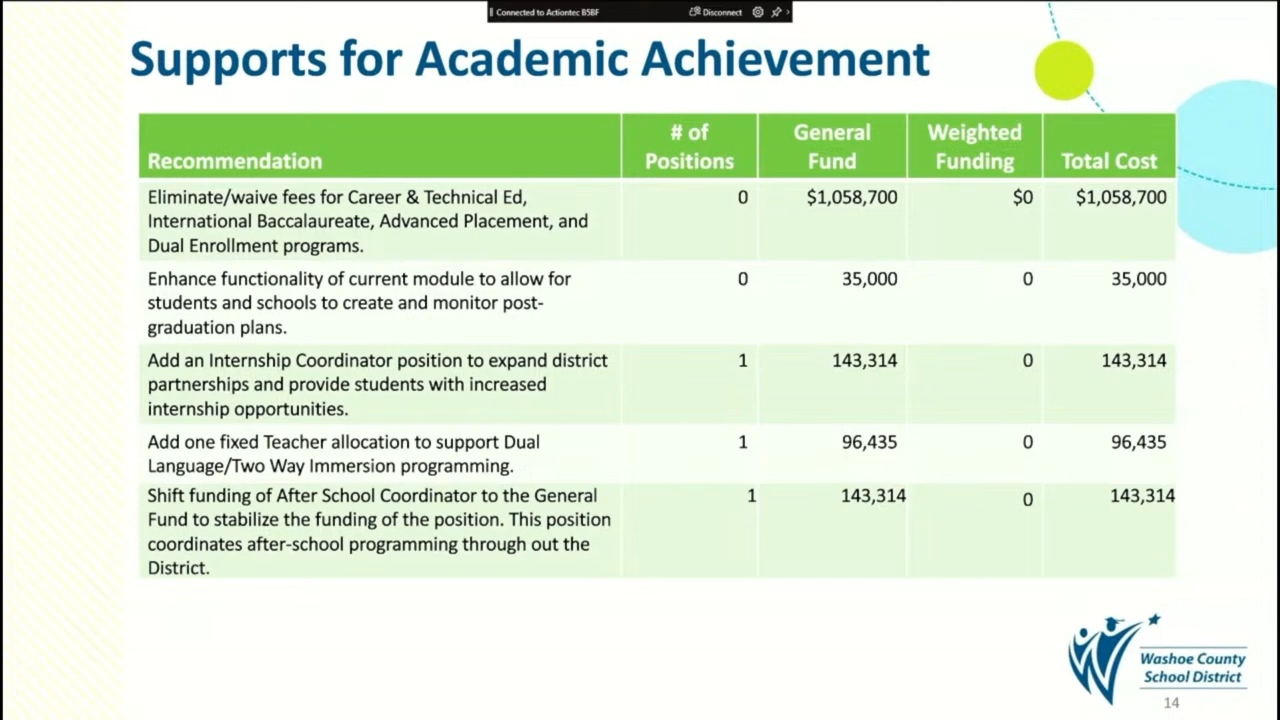 Connected to Actiontec B5BF
Disconnect
Supports for Academic Achievement
Recommendation
# of
Positions
General
Fund
Weighted
Funding
Total Cost
Eliminate/waive fees for Career & Technical Ed,
International Baccalaureate, Advanced Placement, and
Dual Enrollment programs.
0
$1,058,700
$0
$1,058,700
Enhance functionality of current module to allow for
students and schools to create and monitor post-
graduation plans.
0
35,000
0
35,000
Add an Internship Coordinator position to expand district
partnerships and provide students with increased
internship opportunities.
1
143,314
0
143,314
Add one fixed Teacher allocation to support Dual
Language/Two Way Immersion programming.
1
96,435
0
96,435
Shift funding of After School Coordinator to the General
Fund to stabilize the funding of the position. This position
coordinates after-school programming through out the
District.
1
143,314
0
143,314
Washoe County
School District
14